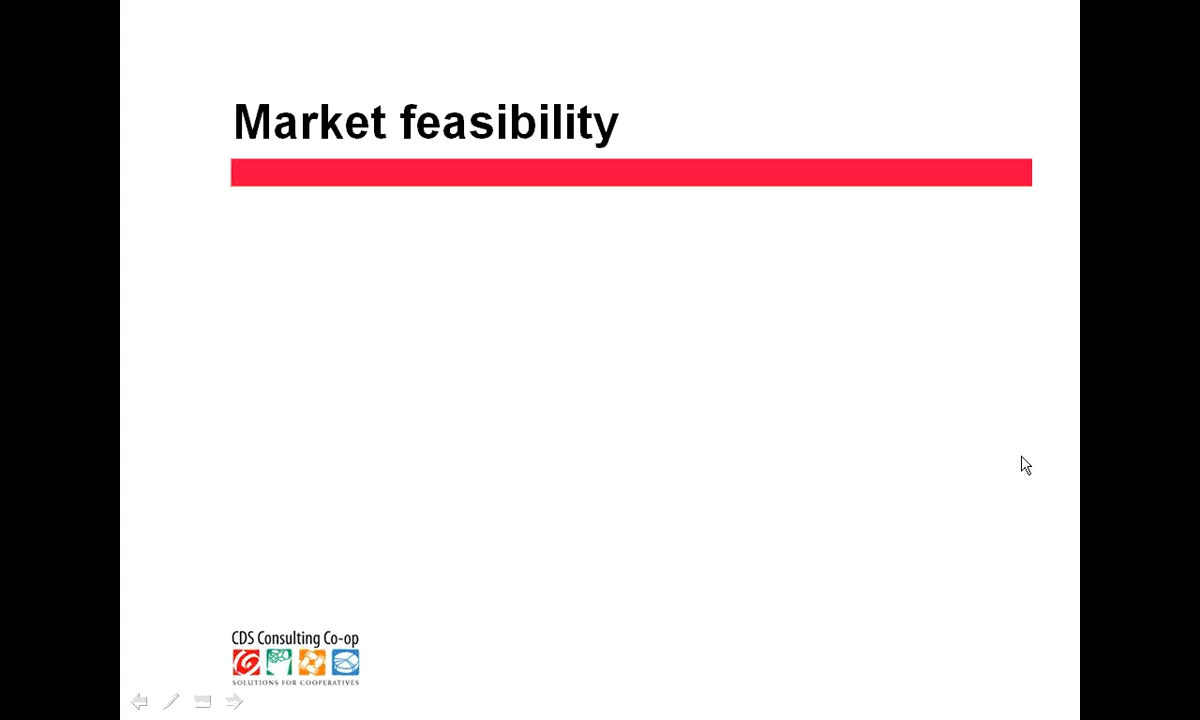 Market feasibility
CDS Consulting Co-op
SOLUTIONS FOR COOPERATIVES